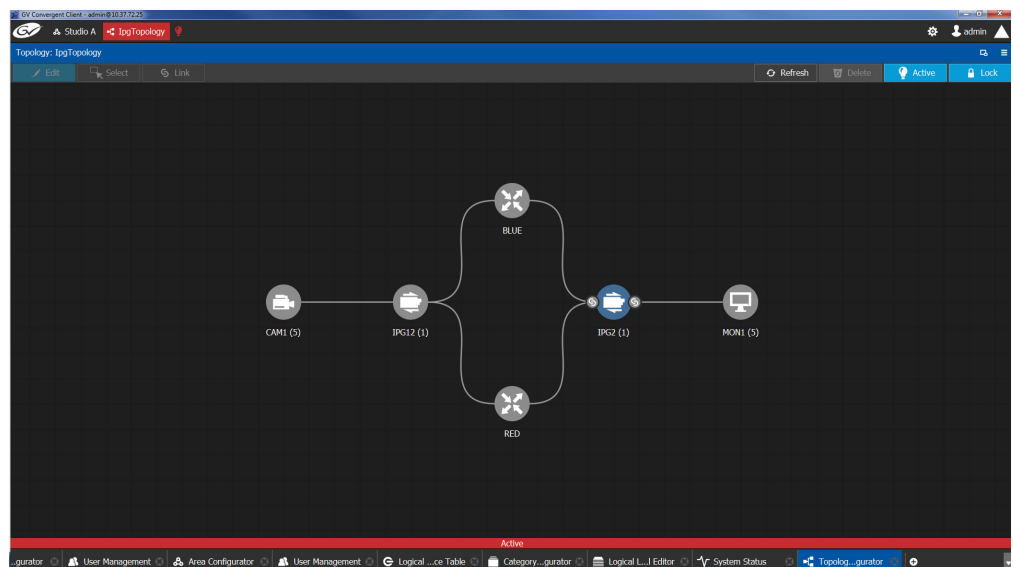 GV Convergent Client - admin@10.37.72.25
GV Studio A IpgTopology admin
Topology: IpgTopology
Edit Select Link Refresh Delete Active Lock
BLUE
CAM1 (5) IPG12 (1) IPG2 (1) MON1 (5)
RED
Active
...gurator User Management Area Configurator User Management Logical ...ce Table Category...gurator Logical L...l Editor System Status Topolog...gurator